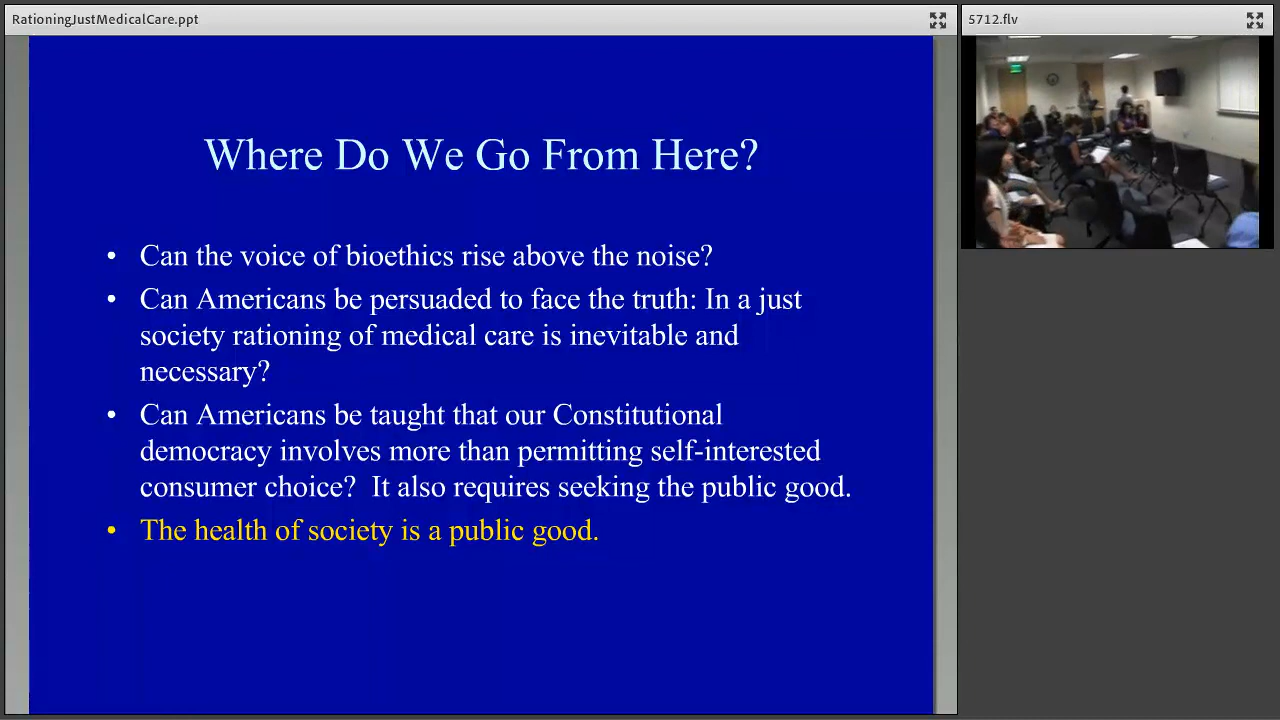 RationingJustMedicalCare.ppt
5712.flv
Where Do We Go From Here?
• Can the voice of bioethics rise above the noise?
• Can Americans be persuaded to face the truth: In a just
society rationing of medical care is inevitable and
necessary?
• Can Americans be taught that our Constitutional
democracy involves more than permitting self-interested
consumer choice?  It also requires seeking the public good.
• The health of society is a public good.